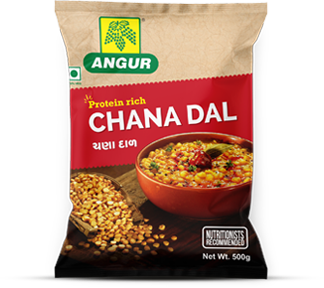 ANGUR
Protein rich
CHANA DAL
ચણા દાળ
NUTRITIONISTS
RECOMMENDED
Net Wt. 500g